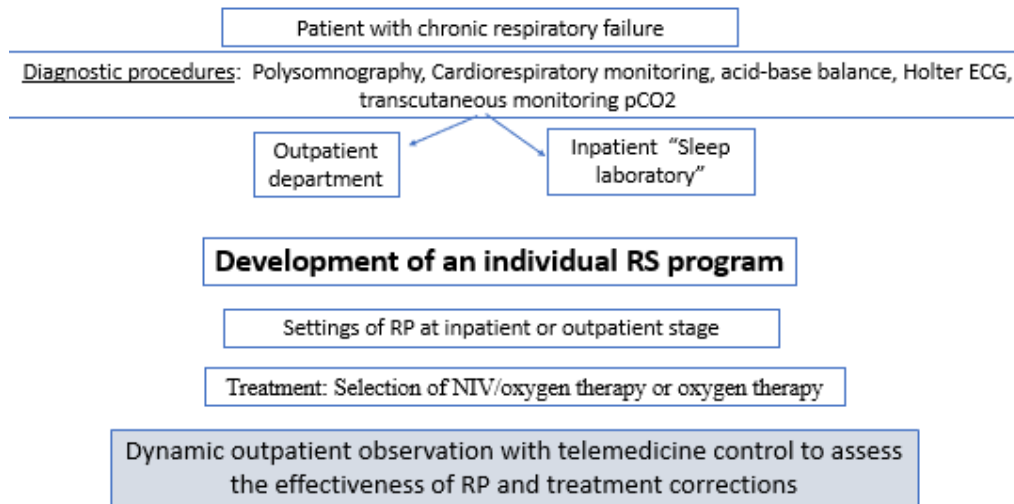 Patient with chronic respiratory failure
Diagnostic procedures: Polysomnography, Cardiorespiratory monitoring, acid-base balance, Holter ECG,
transcutaneous monitoring pCO2
Outpatient
department
Inpatient “Sleep
laboratory”
Development of an individual RS program
Settings of RP at inpatient or outpatient stage
Treatment: Selection of NIV/oxygen therapy or oxygen therapy
Dynamic outpatient observation with telemedicine control to assess
the effectiveness of RP and treatment corrections